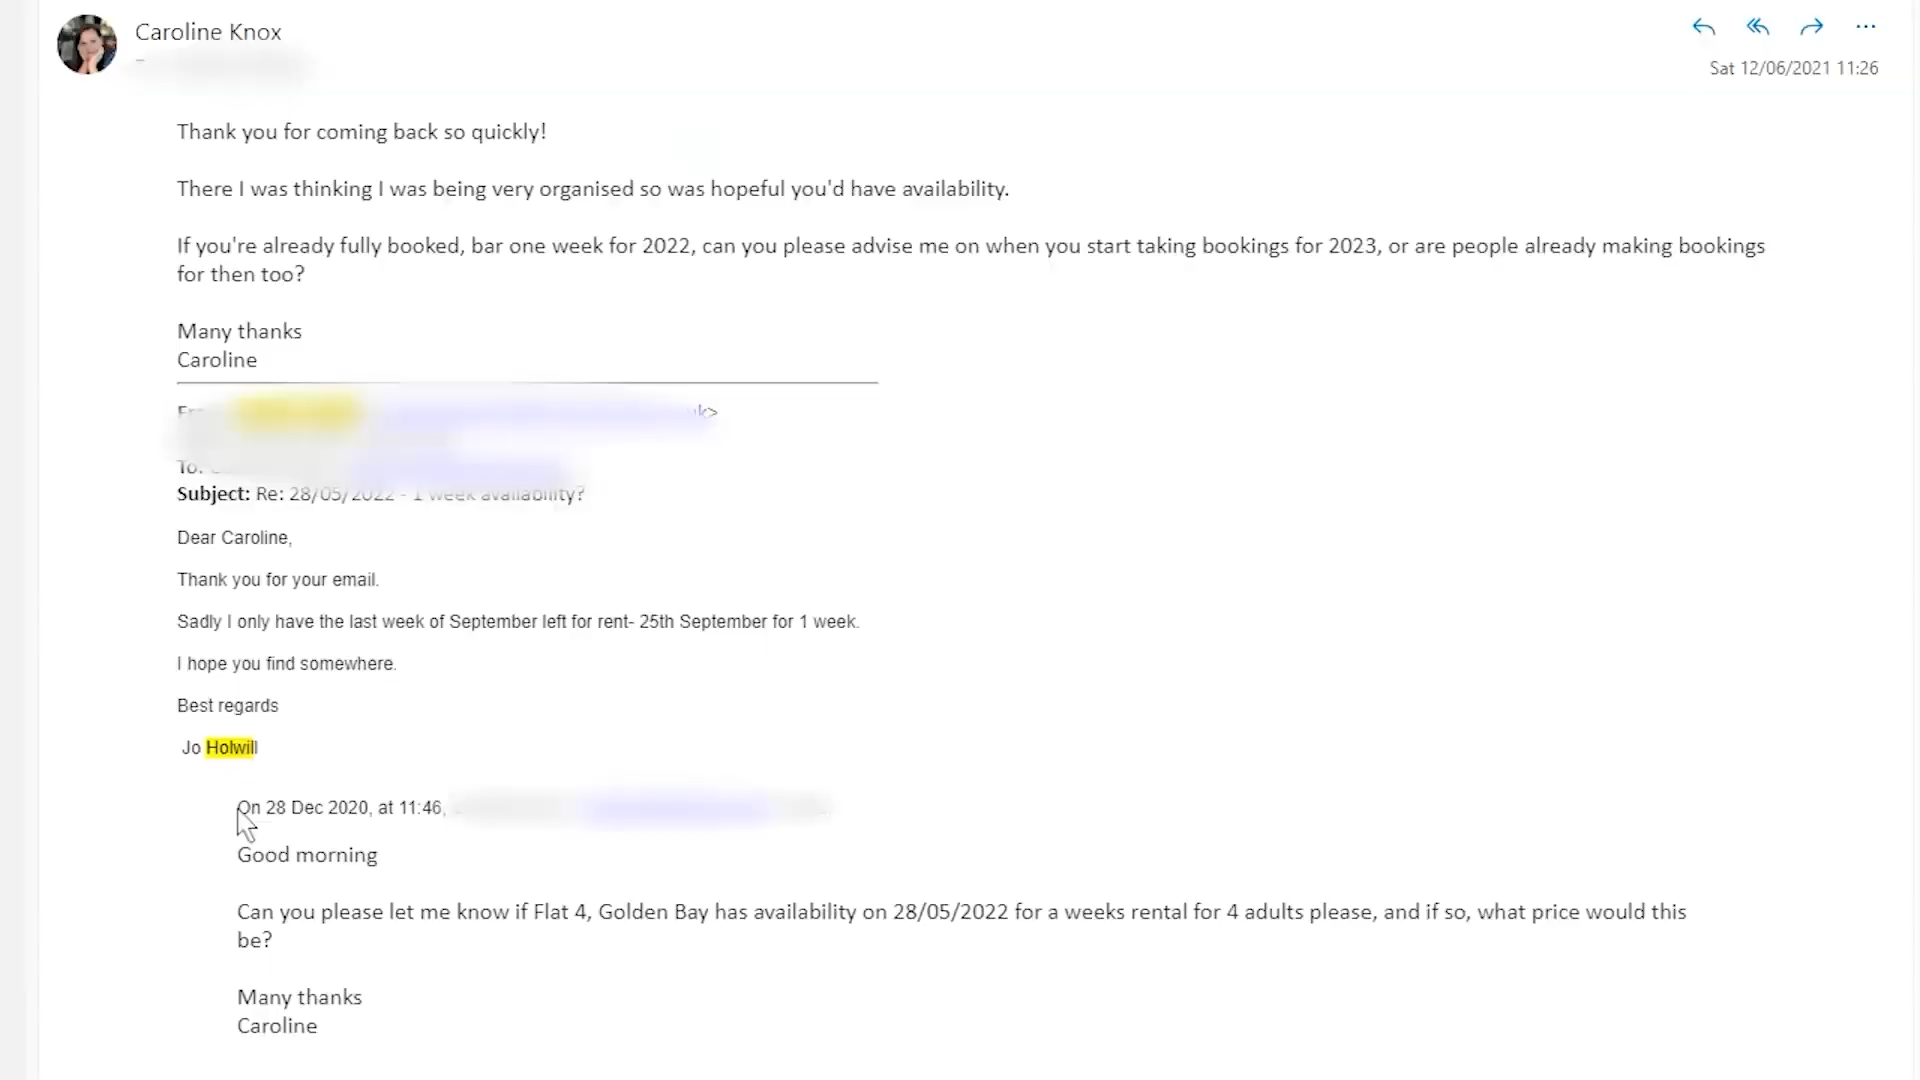 Caroline Knox
Sat 12/06/2021 11:26
Thank you for coming back so quickly!
There I was thinking I was being very organised so was hopeful you'd have availability.
If you're already fully booked, bar one week for 2022, can you please advise me on when you start taking bookings for 2023, or are people already making bookings
for then too?
Many thanks
Caroline
To:
Subject: Re: 28/05/2022 - 1 week availability?
Dear Caroline,
Thank you for your email.
Sadly I only have the last week of September left for rent- 25th September for 1 week.
I hope you find somewhere.
Best regards
Jo Holwill
On 28 Dec 2020, at 11:46,
Good morning
Can you please let me know if Flat 4, Golden Bay has availability on 28/05/2022 for a weeks rental for 4 adults please, and if so, what price would this
be?
Many thanks
Caroline